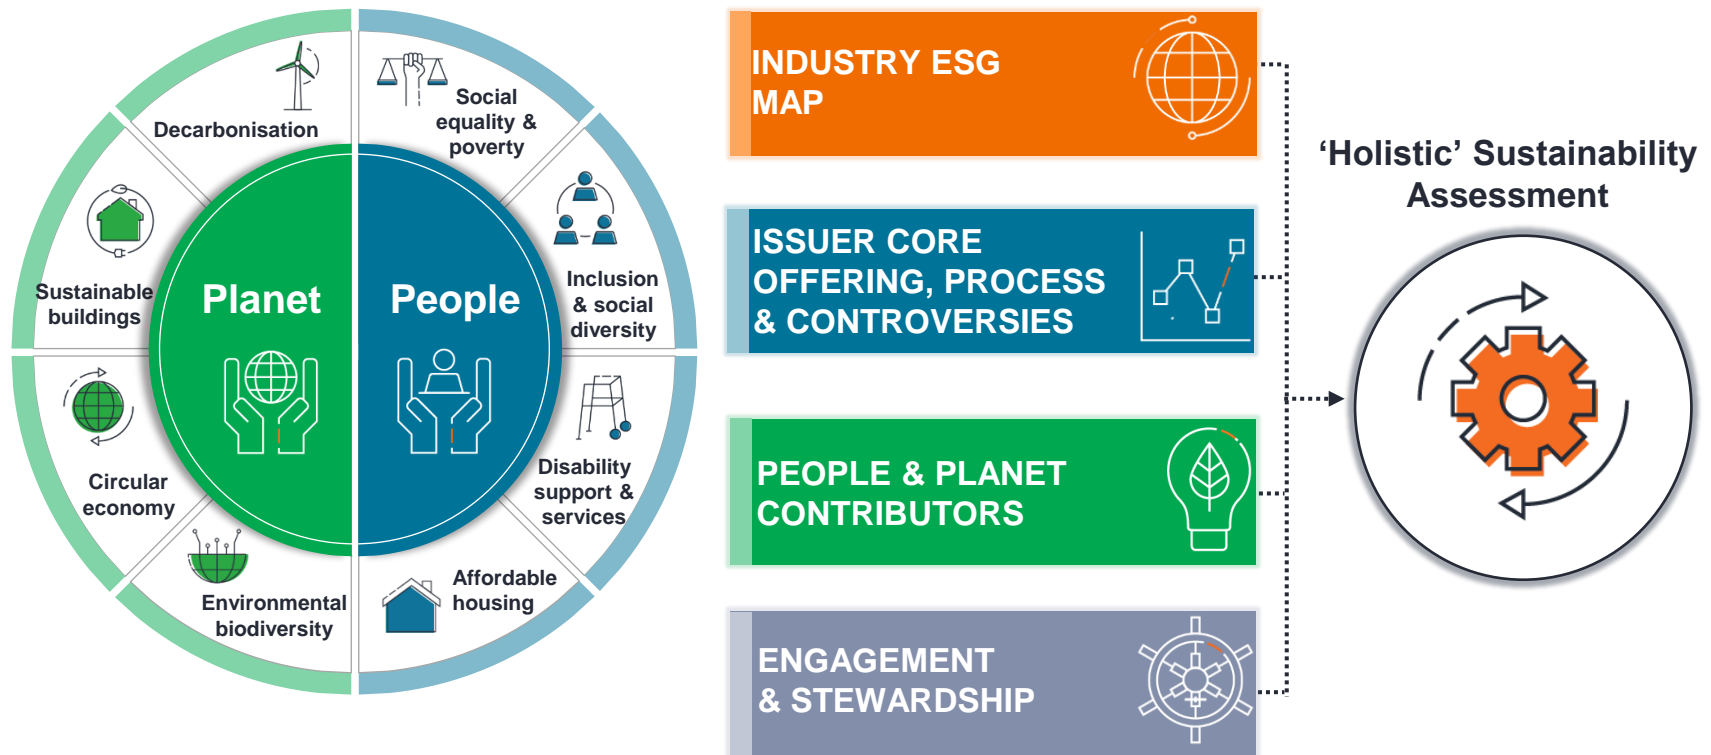 Decarbonisation
Social
equality &
poverty
Sustainable
buildings
Planet
People
Inclusion
& social
diversity
Circular
economy
Disability
support &
services
Environmental
biodiversity
Affordable
housing
INDUSTRY ESG
MAP
ISSUER CORE
OFFERING, PROCESS
& CONTROVERSIES
PEOPLE & PLANET
CONTRIBUTORS
ENGAGEMENT
& STEWARDSHIP
‘Holistic’ Sustainability
Assessment